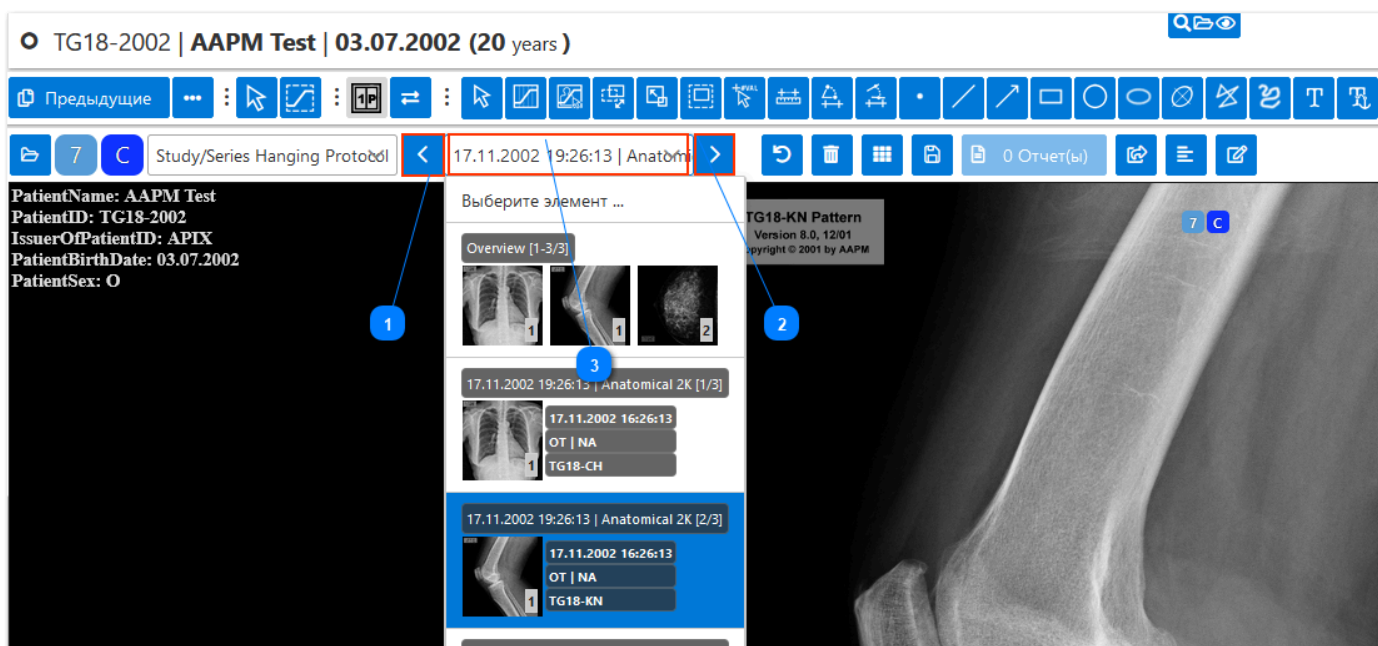 TG18-2002 | AAPM Test | 03.07.2002 (20 years )
Предыдущие
1P
+EVAL
T
7 C Study/Series Hanging Protocol
17.11.2002 19:26:13 |
0 Отчет(ы)
PatientName: AAPM Test
PatientID: TG18-2002
IssuerOfPatientID: APIX
PatientBirthDate: 03.07.2002
PatientSex: O
1
Выберите элемент ...
Overview [1-3/3]
1
1
2
3
17.11.2002 19:26:13 | Anatomical 2K [1/3]
17.11.2002 16:26:13
OT | NA
TG18-CH
1
17.11.2002 19:26:13 | Anatomical 2K [2/3]
17.11.2002 16:26:13
OT | NA
TG18-KN
1
TG18-KN Pattern
Version 8.0, 12/01
opyright © 2001 by AAPM
2
7 C